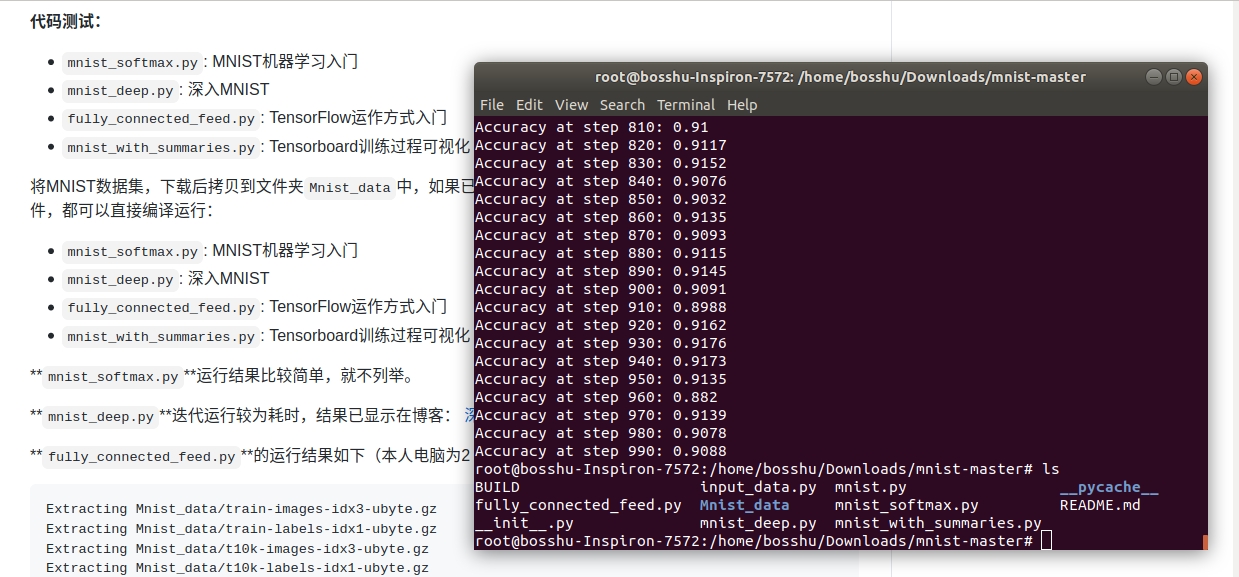 代码测试：
mnist_softmax.py : MNIST机器学习入门
mnist_deep.py : 深入MNIST
fully_connected_feed.py : TensorFlow运作方式入门
mnist_with_summaries.py : Tensorboard训练过程可视化
将MNIST数据集，下载后拷贝到文件夹 Mnist_data 中，如果已
件，都可以直接编译运行：
mnist_softmax.py : MNIST机器学习入门
mnist_deep.py : 深入MNIST
fully_connected_feed.py : TensorFlow运作方式入门
mnist_with_summaries.py : Tensorboard训练过程可视化
** mnist_softmax.py **运行结果比较简单，就不列举。
** mnist_deep.py **迭代运行较为耗时，结果已显示在博客：
** fully_connected_feed.py **的运行结果如下（本人电脑为2
Extracting Mnist_data/train-images-idx3-ubyte.gz
Extracting Mnist_data/train-labels-idx1-ubyte.gz
Extracting Mnist_data/t10k-images-idx3-ubyte.gz
Extracting Mnist_data/t10k-labels-idx1-ubyte.gz
root@bosshu-Inspiron-7572: /home/bosshu/Downloads/mnist-master
File Edit View Search Terminal Help
Accuracy at step 810: 0.91
Accuracy at step 820: 0.9117
Accuracy at step 830: 0.9152
Accuracy at step 840: 0.9076
Accuracy at step 850: 0.9032
Accuracy at step 860: 0.9135
Accuracy at step 870: 0.9093
Accuracy at step 880: 0.9115
Accuracy at step 890: 0.9145
Accuracy at step 900: 0.9091
Accuracy at step 910: 0.8988
Accuracy at step 920: 0.9162
Accuracy at step 930: 0.9176
Accuracy at step 940: 0.9173
Accuracy at step 950: 0.9135
Accuracy at step 960: 0.882
Accuracy at step 970: 0.9139
Accuracy at step 980: 0.9078
Accuracy at step 990: 0.9088
root@bosshu-Inspiron-7572:/home/bosshu/Downloads/mnist-master# ls
BUILD input_data.py mnist.py __pycache__
fully_connected_feed.py Mnist_data mnist_softmax.py README.md
__init__.py mnist_deep.py mnist_with_summaries.py
root@bosshu-Inspiron-7572:/home/bosshu/Downloads/mnist-master#